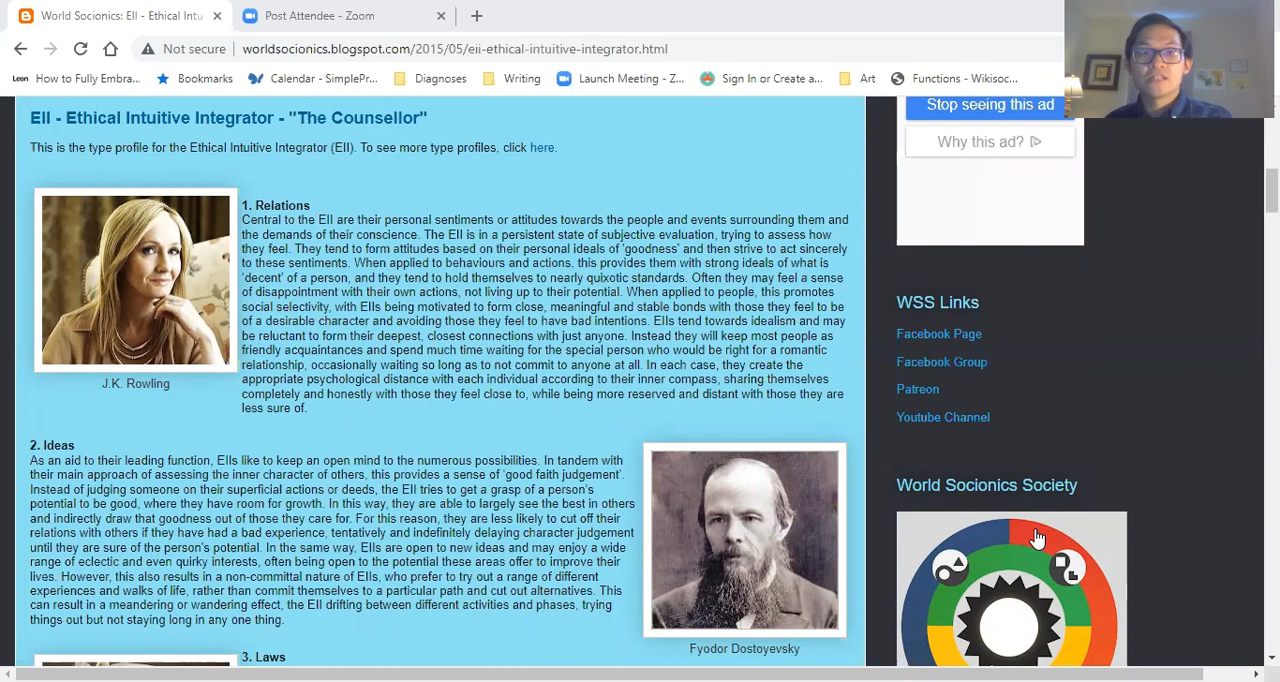 World Socionics: EII - Ethical Intu
Post Attendee - Zoom
Not secure
worldsocionics.blogspot.com/2015/05/eii-ethical-intuitive-integrator.html
Leon How to Fully Embra...
Bookmarks
Calendar - SimplePr...
Diagnoses
Writing
Launch Meeting - Z...
Sign In or Create a...
Art
Functions - Wikisoc...
EII - Ethical Intuitive Integrator - "The Counsellor"
This is the type profile for the Ethical Intuitive Integrator (EII). To see more type profiles, click here.
1. Relations
Central to the EII are their personal sentiments or attitudes towards the people and events surrounding them and
the demands of their conscience. The EII is in a persistent state of subjective evaluation, trying to assess how
they feel. They tend to form attitudes based on their personal ideals of 'goodness' and then strive to act sincerely
to these sentiments. When applied to behaviours and actions, this provides them with strong ideals of what is
'decent' of a person, and they tend to hold themselves to nearly quixotic standards. Often they may feel a sense
of disappointment with their own actions, not living up to their potential. When applied to people, this promotes
social selectivity, with EIIs being motivated to form close, meaningful and stable bonds with those they feel to be
of a desirable character and avoiding those they feel to have bad intentions. EIIs tend towards idealism and may
be reluctant to form their deepest, closest connections with just anyone. Instead they will keep most people as
friendly acquaintances and spend much time waiting for the special person who would be right for a romantic
relationship, occasionally waiting so long as to not commit to anyone at all. In each case, they create the
appropriate psychological distance with each individual according to their inner compass, sharing themselves
completely and honestly with those they feel close to, while being more reserved and distant with those they are
less sure of.
J.K. Rowling
2. Ideas
As an aid to their leading function, EIIs like to keep an open mind to the numerous possibilities. In tandem with
their main approach of assessing the inner character of others, this provides a sense of 'good faith judgement'.
Instead of judging someone on their superficial actions or deeds, the EII tries to get a grasp of a person's
potential to be good, where they have room for growth. In this way, they are able to largely see the best in others
and indirectly draw that goodness out of those they care for. For this reason, they are less likely to cut off their
relations with others if they have had a bad experience, tentatively and indefinitely delaying character judgement
until they are sure of the person's potential. In the same way, EIIs are open to new ideas and may enjoy a wide
range of eclectic and even quirky interests, often being open to the potential these areas offer to improve their
lives. However, this also results in a non-committal nature of EIIs, who prefer to try out a range of different
experiences and walks of life, rather than commit themselves to a particular path and cut out alternatives. This
can result in a meandering or wandering effect, the EII drifting between different activities and phases, trying
things out but not staying long in any one thing.
Fyodor Dostoyevsky
3. Laws
Stop seeing this ad
Why this ad?
WSS Links
Facebook Page
Facebook Group
Patreon
Youtube Channel
World Socionics Society